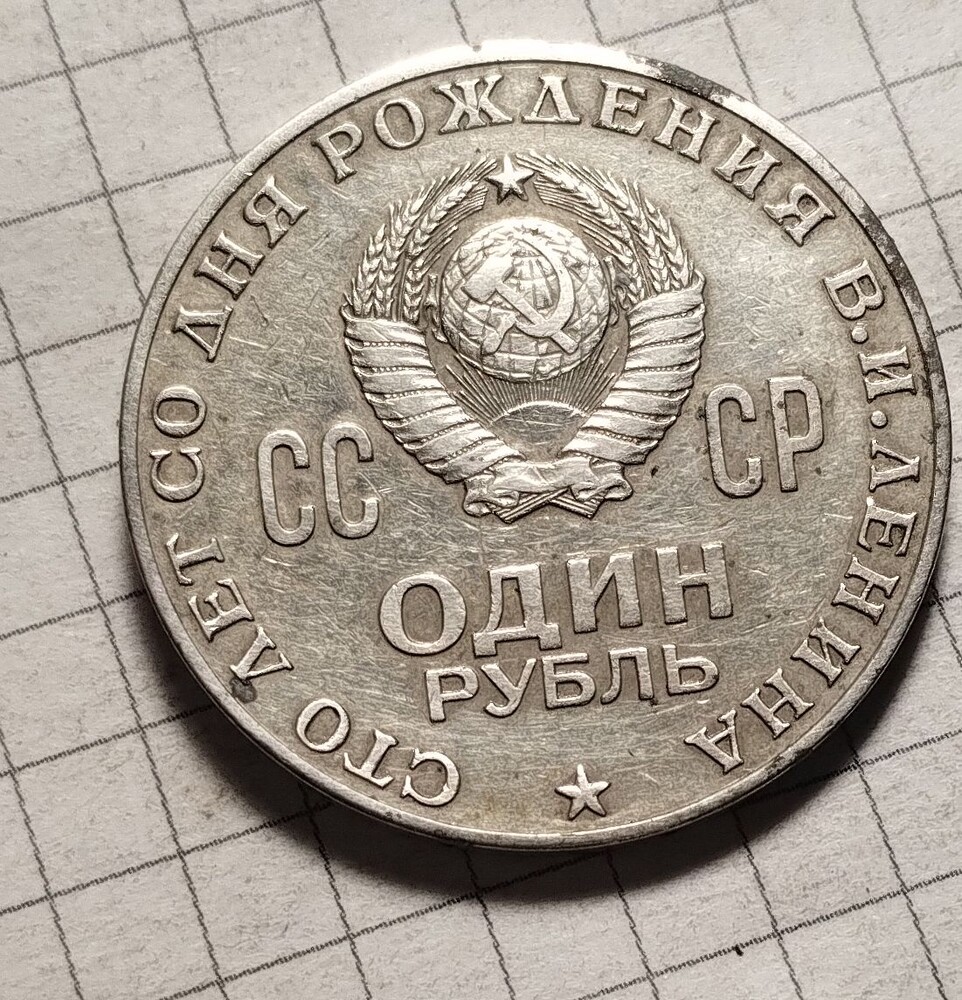 СТО ЛЕТ СО ДНЯ РОЖДЕНИЯ В.И.ЛЕНИНА
СС СР
ОДИН
РУБЛЬ